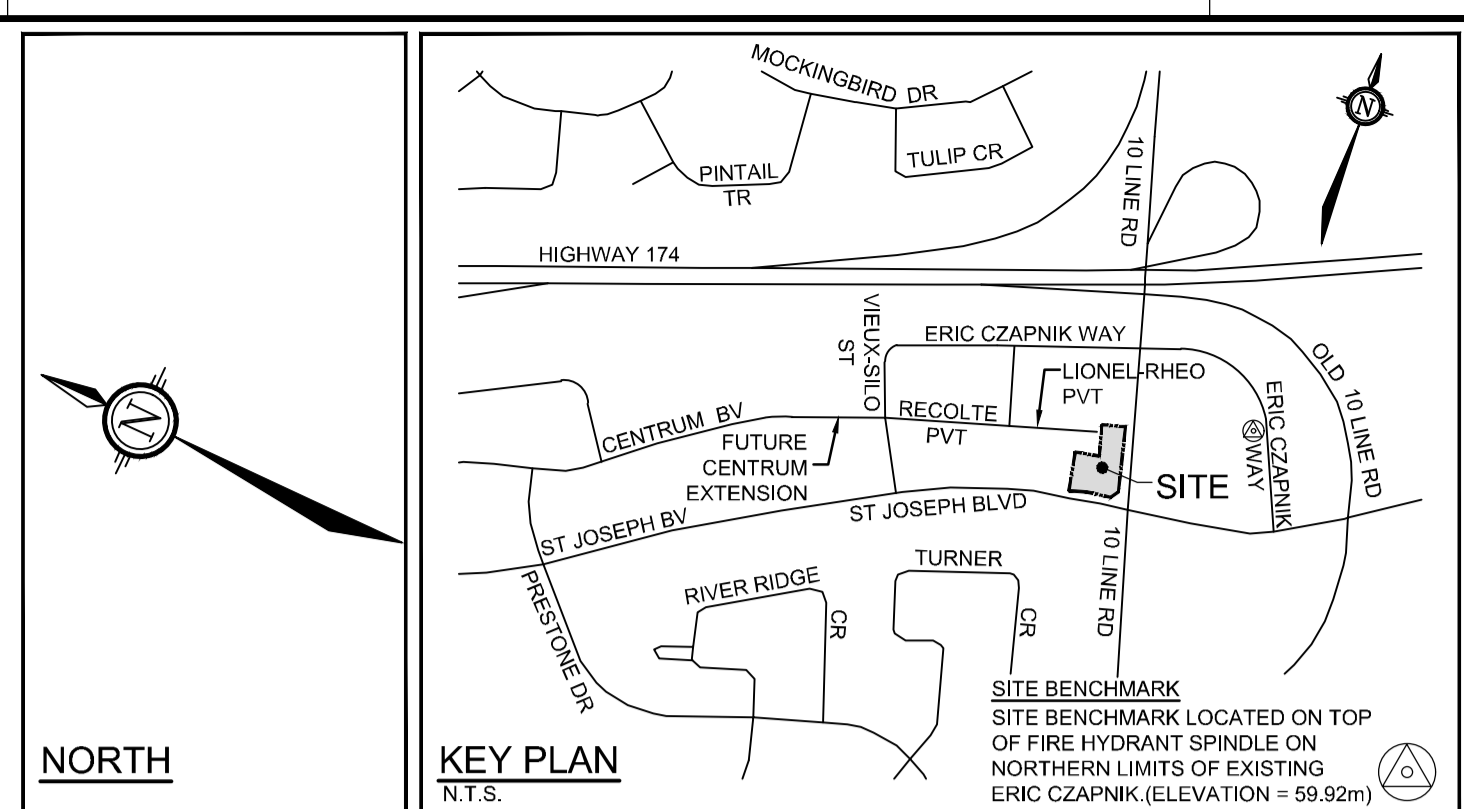 N
NORTH
MOCKINGBIRD DR
TULIP CR
PINTAIL
TR
10 LINE RD
N
HIGHWAY 174
VIEUX-SILO
ST
ERIC CZAPNIK WAY
LIONEL-RHEO
PVT
OLD 10 LINE RD
ERIC CZAPNIK
WAY
CENTRUM BV
RECOLTE
PVT
FUTURE
CENTRUM
EXTENSION
SITE
ST JOSEPH BV
ST JOSEPH BLVD
10 LINE RD
PRESTONE DR
RIVER RIDGE
CR
TURNER
CR
SITE BENCHMARK
SITE BENCHMARK LOCATED ON TOP
OF FIRE HYDRANT SPINDLE ON
NORTHERN LIMITS OF EXISTING
ERIC CZAPNIK.(ELEVATION = 59.92m)
KEY PLAN
N.T.S.